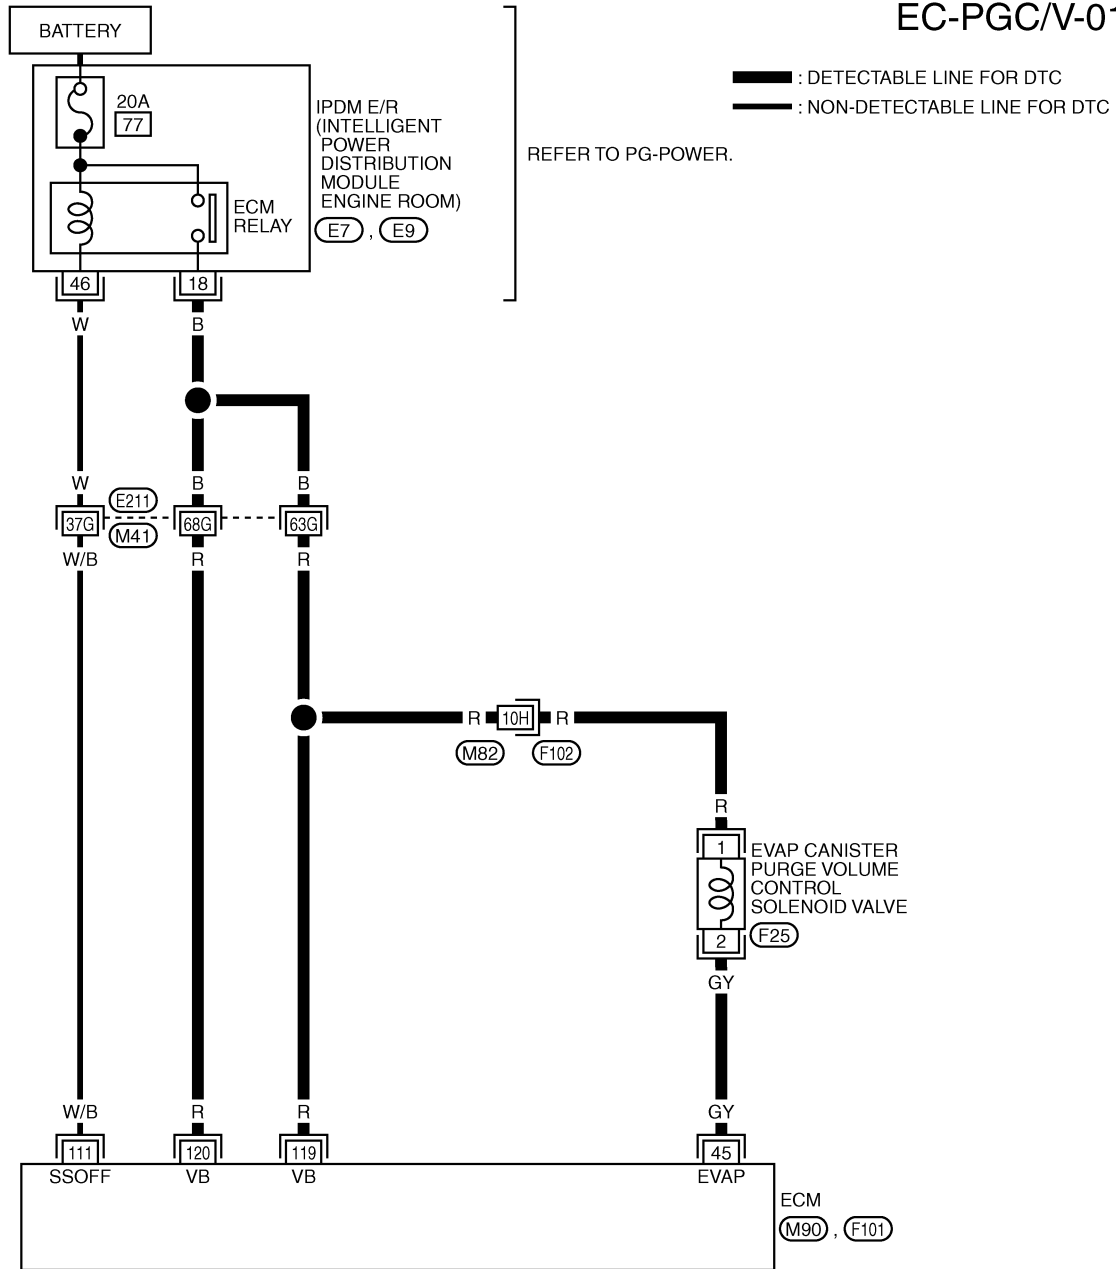 EC-PGC/V-01
BATTERY
: DETECTABLE LINE FOR DTC
: NON-DETECTABLE LINE FOR DTC
20A
77
IPDM E/R
(INTELLIGENT
POWER
DISTRIBUTION
MODULE
ENGINE ROOM)
E7 , E9
REFER TO PG-POWER.
ECM
RELAY
46 18
W B
W B B
E211
37G 68G 63G
M41
W/B R R
R 10H R
M82 F102
R
1
EVAP CANISTER
PURGE VOLUME
CONTROL
SOLENOID VALVE
2 F25
GY
W/B R R GY
111 120 119 45
SSOFF VB VB EVAP
ECM
M90 , F101